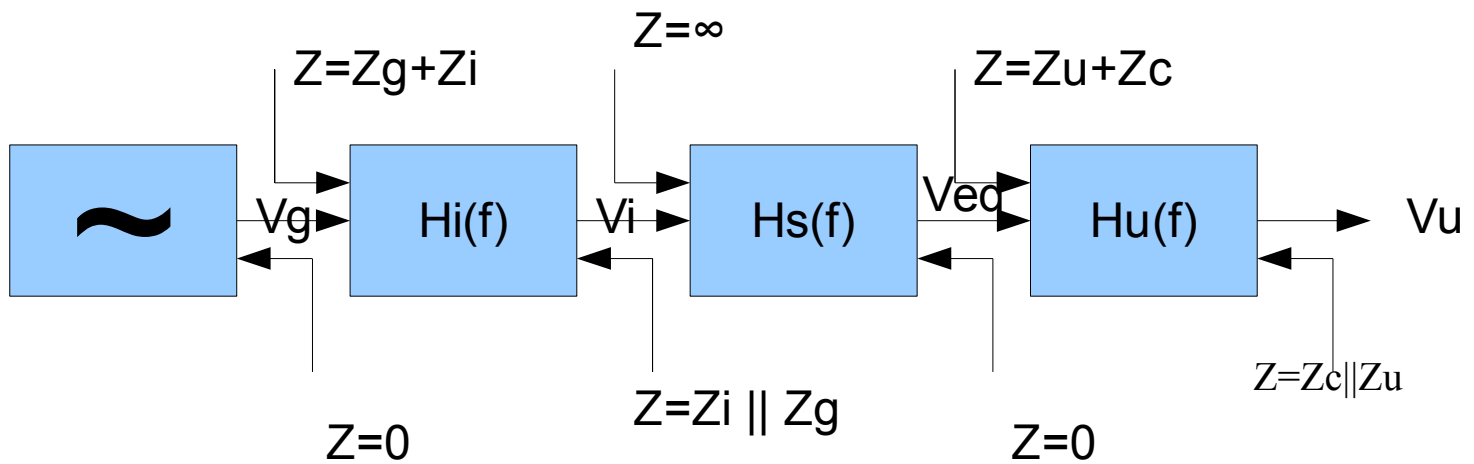 Z=∞
Z=Zg+Zi
Z=Zu+Zc
~
Vg
Hi(f)
Vi
Hs(f)
Veq
Hu(f)
Vu
Z=Zc||Zu
Z=Zi || Zg
Z=0
Z=0